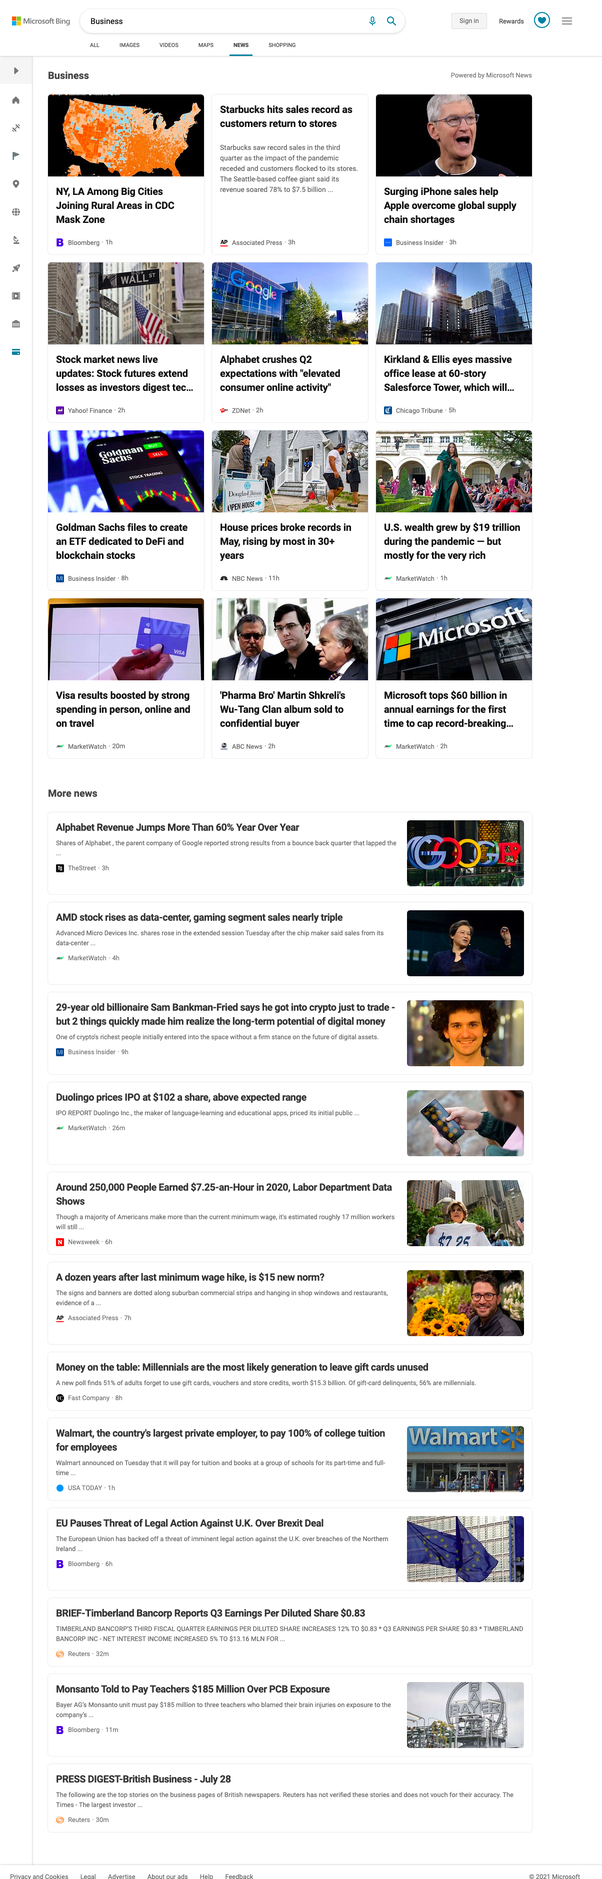 Microsoft Bing
Business
Sign in
Rewards
ALL IMAGES VIDEOS MAPS NEWS SHOPPING
Business
Powered by Microsoft News
NY, LA Among Big Cities
Joining Rural Areas in CDC
Mask Zone
Bloomberg · 1h
Starbucks hits sales record as
customers return to stores
Starbucks saw record sales in the third
quarter as the impact of the pandemic
receded and customers flocked to its stores.
The Seattle-based coffee giant said its
revenue soared 78% to $7.5 billion ...
AP Associated Press · 3h
Surging iPhone sales help
Apple overcome global supply
chain shortages
Business Insider · 3h
WALL ST
Stock market news live
updates: Stock futures extend
losses as investors digest tec...
Yahoo! Finance · 2h
Google
Alphabet crushes Q2
expectations with "elevated
consumer online activity"
ZDNet · 2h
Kirkland & Ellis eyes massive
office lease at 60-story
Salesforce Tower, which will...
Chicago Tribune · 5h
Goldman
Sachs
BUY
SELL
STOCK TRADING
Goldman Sachs files to create
an ETF dedicated to DeFi and
blockchain stocks
BI Business Insider · 8h
OPEN HOUSE
House prices broke records in
May, rising by most in 30+
years
NBC News · 11h
U.S. wealth grew by $19 trillion
during the pandemic — but
mostly for the very rich
MarketWatch · 1h
VISA
VISA
Visa results boosted by strong
spending in person, online and
on travel
MarketWatch · 20m
'Pharma Bro' Martin Shkreli's
Wu-Tang Clan album sold to
confidential buyer
ABC News · 2h
Microsoft
Microsoft tops $60 billion in
annual earnings for the first
time to cap record-breaking...
MarketWatch · 2h
More news
Alphabet Revenue Jumps More Than 60% Year Over Year
Shares of Alphabet , the parent company of Google reported strong results from a bounce back quarter that lapped the
...
TheStreet · 3h
GOOGLE
AMD stock rises as data-center, gaming segment sales nearly triple
Advanced Micro Devices Inc. shares rose in the extended session Tuesday after the chip maker said sales from its
data-center ...
MarketWatch · 4h
29-year old billionaire Sam Bankman-Fried says he got into crypto just to trade -
but 2 things quickly made him realize the long-term potential of digital money
One of crypto's richest people initially entered into the space without a firm stance on the future of digital assets.
BI Business Insider · 9h
Duolingo prices IPO at $102 a share, above expected range
IPO REPORT Duolingo Inc., the maker of language-learning and educational apps, priced its initial public ...
MarketWatch · 26m
Around 250,000 People Earned $7.25-an-Hour in 2020, Labor Department Data
Shows
Though a majority of Americans make more than the current minimum wage, it's estimated roughly 17 million workers
will still ...
N Newsweek · 6h
$7.25
A dozen years after last minimum wage hike, is $15 new norm?
The signs and banners are dotted along suburban commercial strips and hanging in shop windows and restaurants,
evidence of a ...
AP Associated Press · 7h
Money on the table: Millennials are the most likely generation to leave gift cards unused
A new poll finds 51% of adults forget to use gift cards, vouchers and store credits, worth $15.3 billion. Of gift-card delinquents, 56% are millennials.
Fast Company · 8h
Walmart, the country's largest private employer, to pay 100% of college tuition
for employees
Walmart announced on Tuesday that it will pay for tuition and books at a group of schools for its part-time and full-
time ...
USA TODAY · 1h
Walmart
EU Pauses Threat of Legal Action Against U.K. Over Brexit Deal
The European Union has backed off a threat of imminent legal action against the U.K. over breaches of the Northern
Ireland ...
Bloomberg · 6h
BRIEF-Timberland Bancorp Reports Q3 Earnings Per Diluted Share $0.83
TIMBERLAND BANCORP'S THIRD FISCAL QUARTER EARNINGS PER DILUTED SHARE INCREASES 12% TO $0.83 * Q3 EARNINGS PER SHARE $0.83 * TIMBERLAND
BANCORP INC - NET INTEREST INCOME INCREASED 5% TO $13.16 MLN FOR ...
Reuters · 32m
Monsanto Told to Pay Teachers $185 Million Over PCB Exposure
Bayer AG's Monsanto unit must pay $185 million to three teachers who blamed their brain injuries on exposure to the
company's ...
Bloomberg · 11m
BAYER
PRESS DIGEST-British Business - July 28
The following are the top stories on the business pages of British newspapers. Reuters has not verified these stories and does not vouch for their accuracy. The
Times - The largest investor ...
Reuters · 30m
Privacy and Cookies Legal Advertise About our ads Help Feedback
© 2021 Microsoft